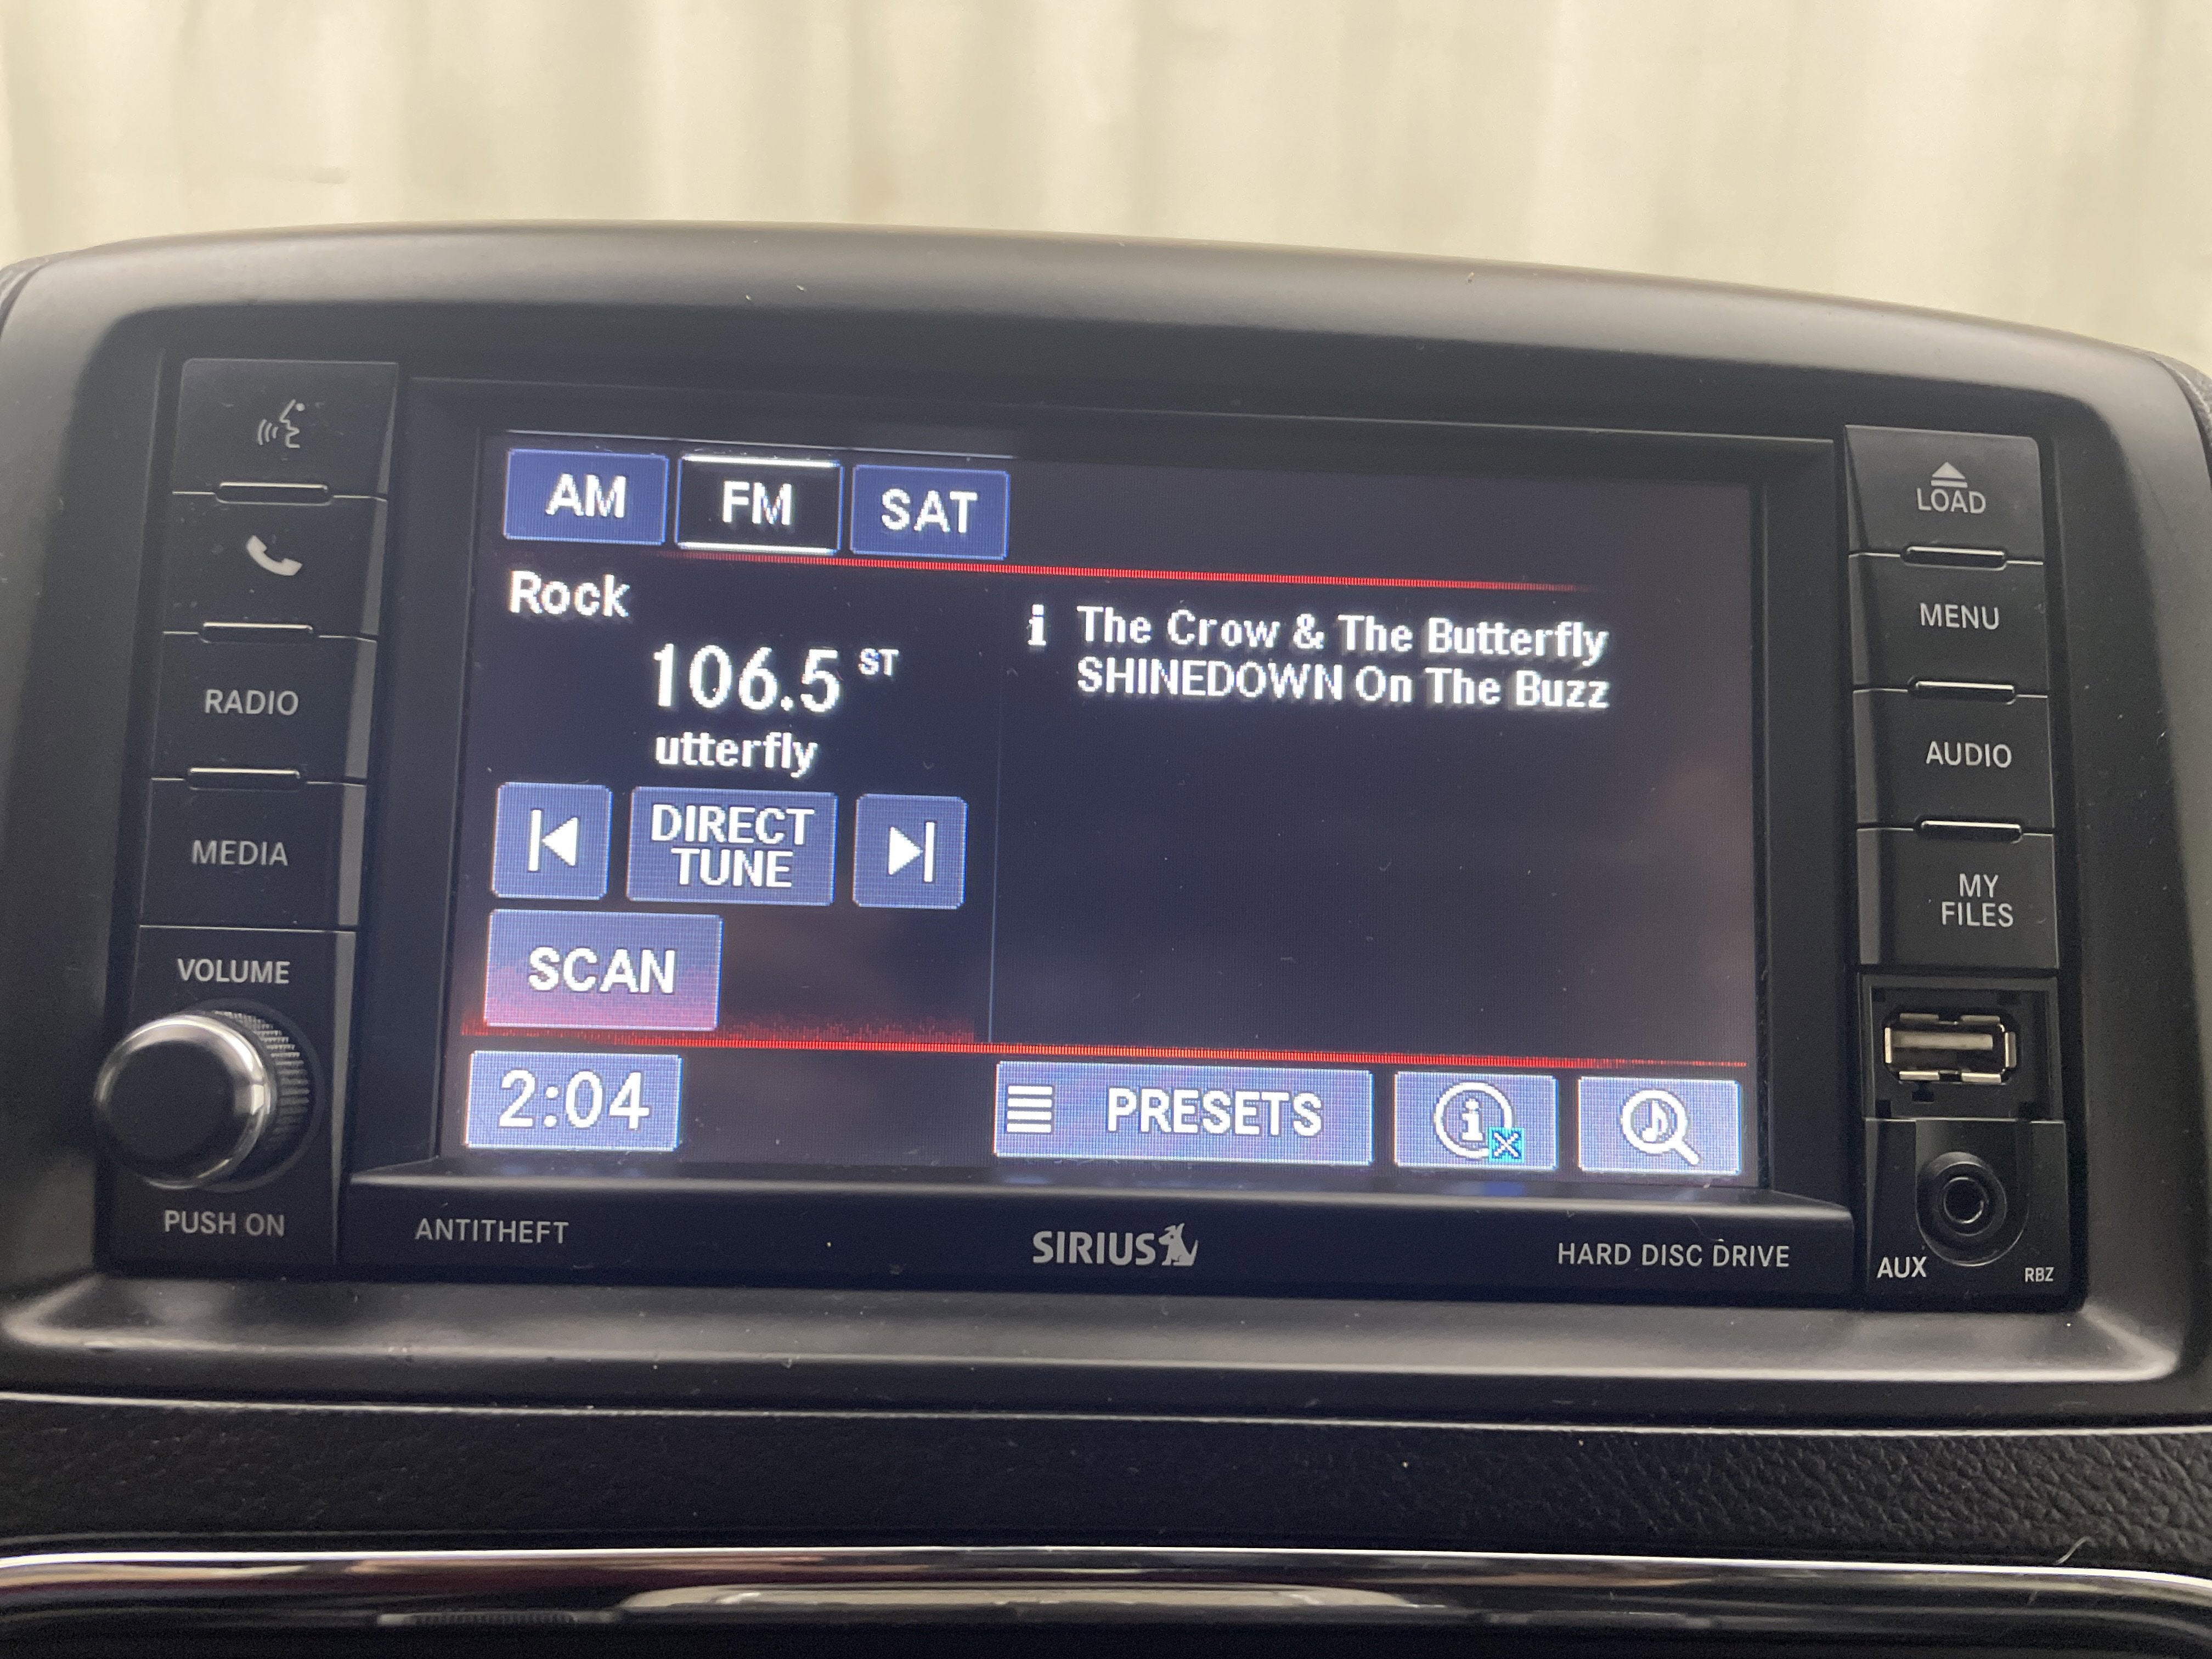 AM FM SAT
Rock
106.5 ST
utterfly
i The Crow & The Butterfly
SHINEDOWN On The Buzz
DIRECT
TUNE
SCAN
2:04
PRESETS
i
RADIO
MEDIA
VOLUME
PUSH ON
LOAD
MENU
AUDIO
MY
FILES
ANTITHEFT
SIRIUS
HARD DISC DRIVE
AUX
RBZ